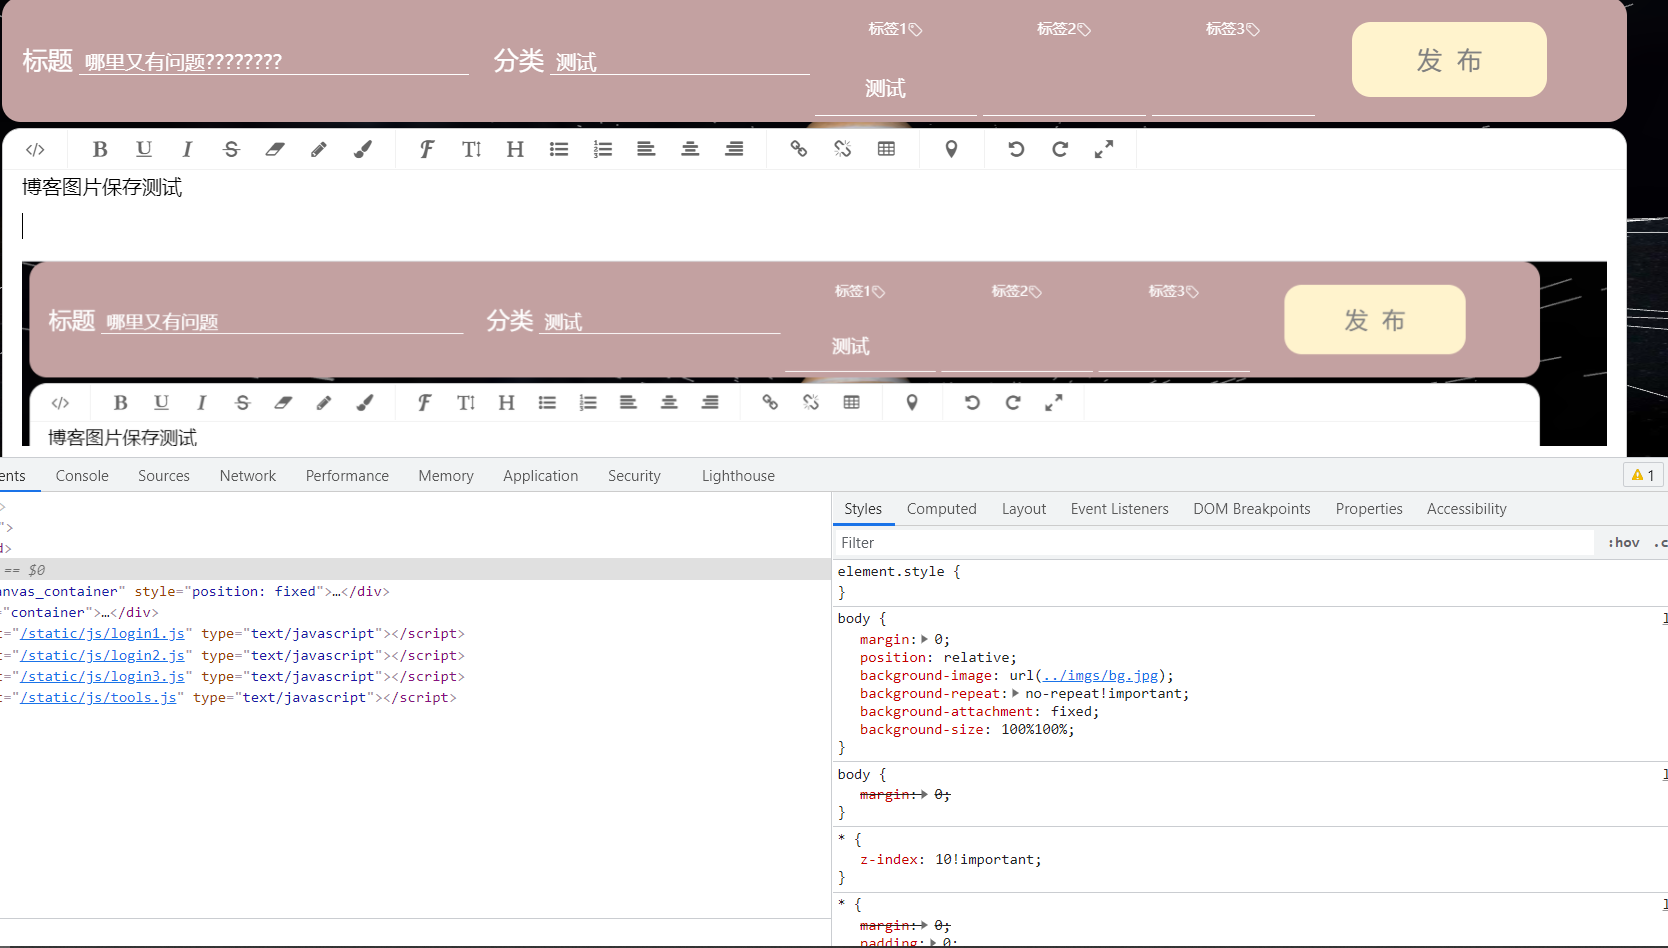 标签1 标签2 标签3
标题 哪里又有问题???????? 分类 测试 发 布
测试
</> B U I S F T H
博客图片保存测试
标签1 标签2 标签3
标题 哪里又有问题 分类 测试 发 布
测试
</> B U I S F T H
博客图片保存测试
ents Console Sources Network Performance Memory Application Security Lighthouse 1
>
">
d>
== $0
anvas_container" style="position: fixed">…</div>
="container">…</div>
t="/static/js/login1.js" type="text/javascript"></script>
t="/static/js/login2.js" type="text/javascript"></script>
t="/static/js/login3.js" type="text/javascript"></script>
t="/static/js/tools.js" type="text/javascript"></script>
Styles Computed Layout Event Listeners DOM Breakpoints Properties Accessibility
Filter :hov .c
element.style {
}
body {
margin: 0;
position: relative;
background-image: url(../imgs/bg.jpg);
background-repeat: no-repeat!important;
background-attachment: fixed;
background-size: 100%100%;
}
body {
margin: 0;
}
* {
z-index: 10!important;
}
* {
margin: 0;
padding: 0;